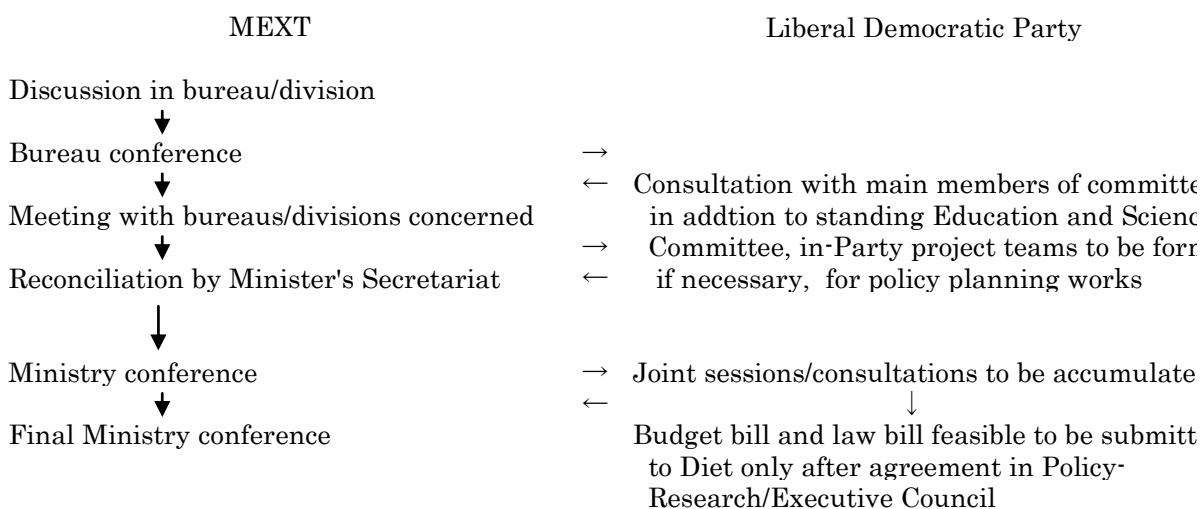 MEXT Liberal Democratic Party
Discussion in bureau/division
Bureau conference
Consultation with main members of committe
Meeting with bureaus/divisions concerned in addtion to standing Education and Scienc
Committee, in-Party project teams to be form
Reconciliation by Minister's Secretariat if necessary, for policy planning works
Ministry conference Joint sessions/consultations to be accumulate
Final Ministry conference Budget bill and law bill feasible to be submitt
to Diet only after agreement in Policy-
Research/Executive Council